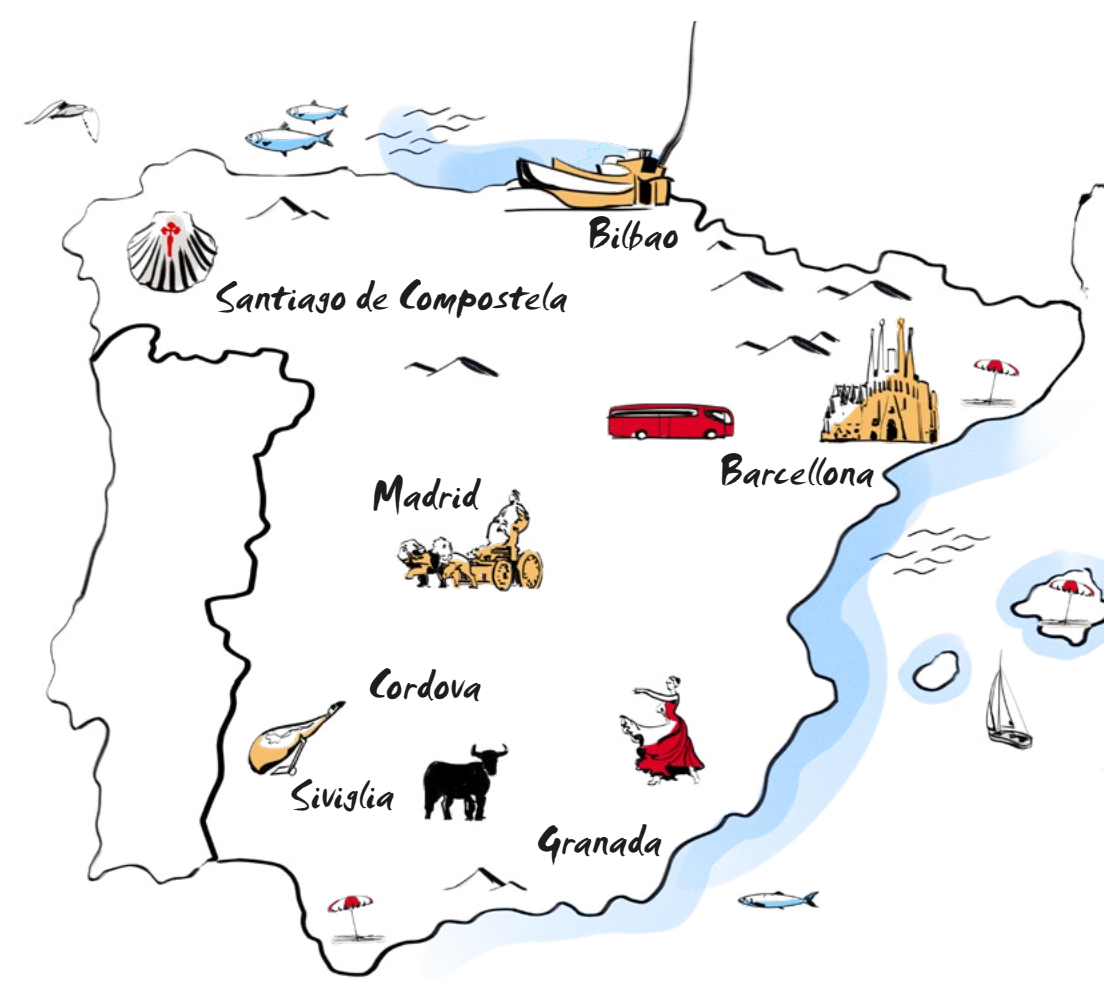 Bilbao
Santiago de Compostela
Barcellona
Madrid
Cordova
Siviglia
Granada